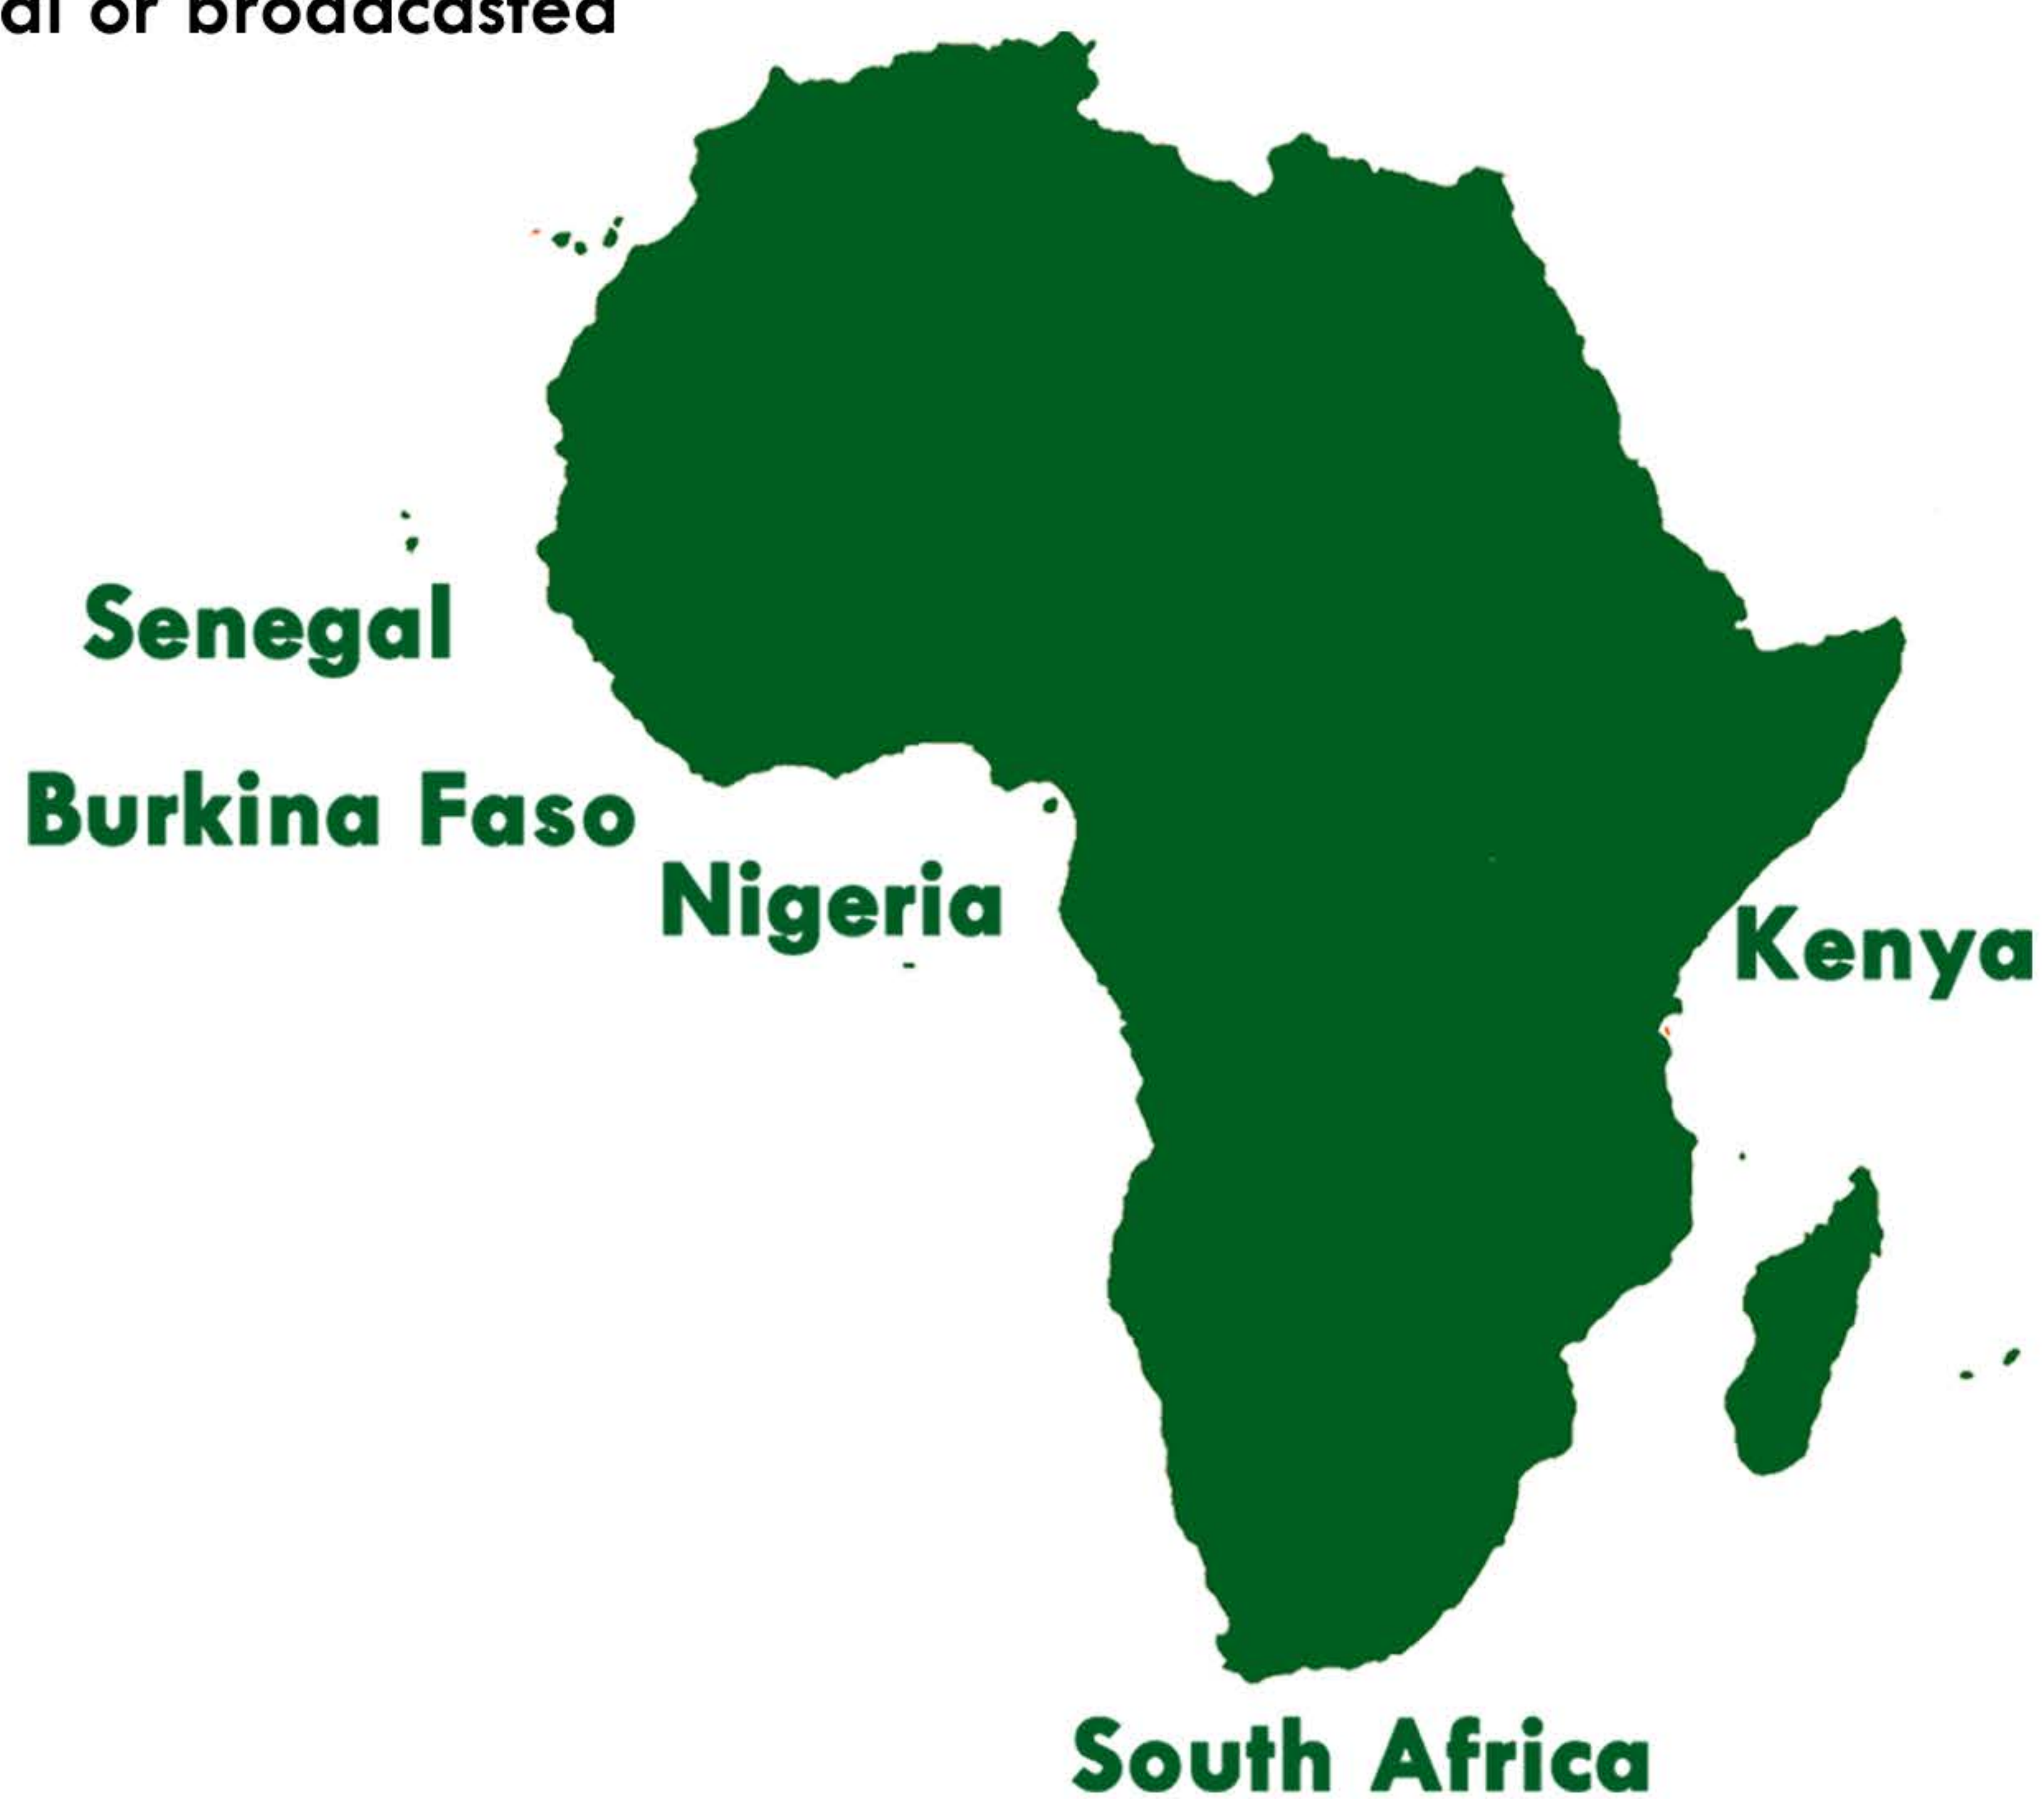 al or broadcasted
Senegal
Burkina Faso
Nigeria
Kenya
South Africa